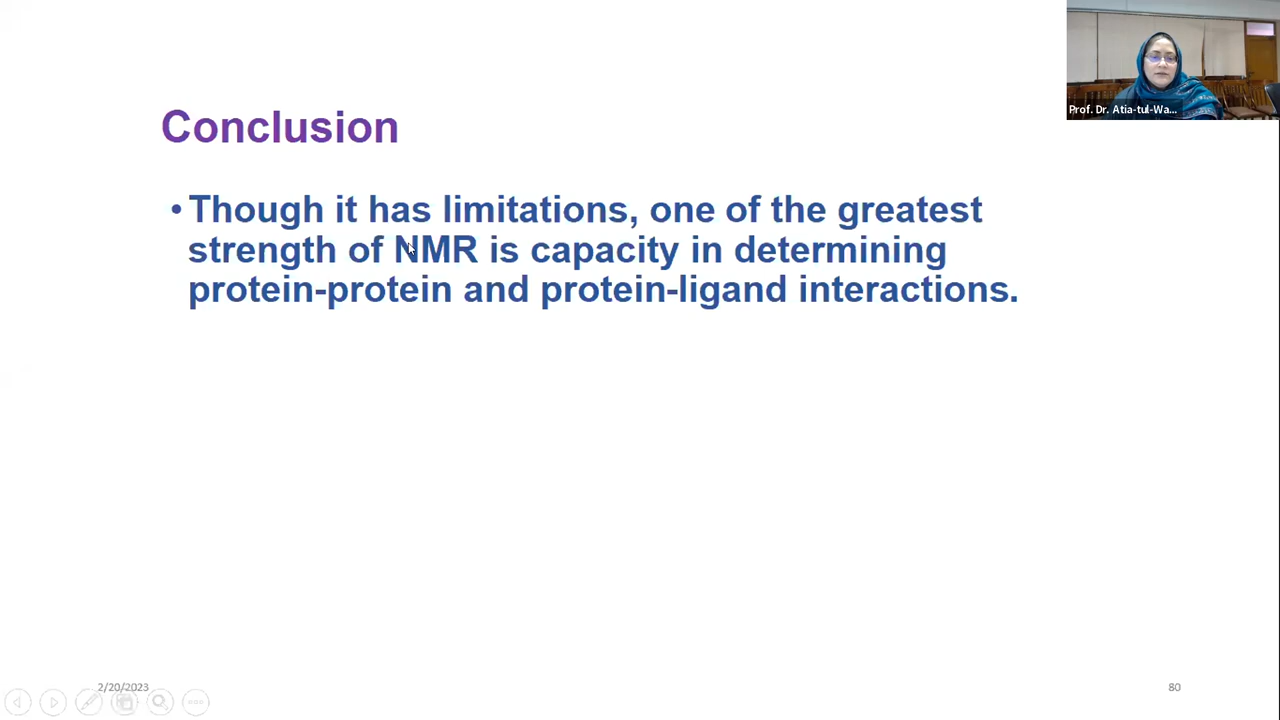 Prof. Dr. Atia-tul-Wa...
Conclusion
• Though it has limitations, one of the greatest
strength of NMR is capacity in determining
protein-protein and protein-ligand interactions.
2/20/2023
80